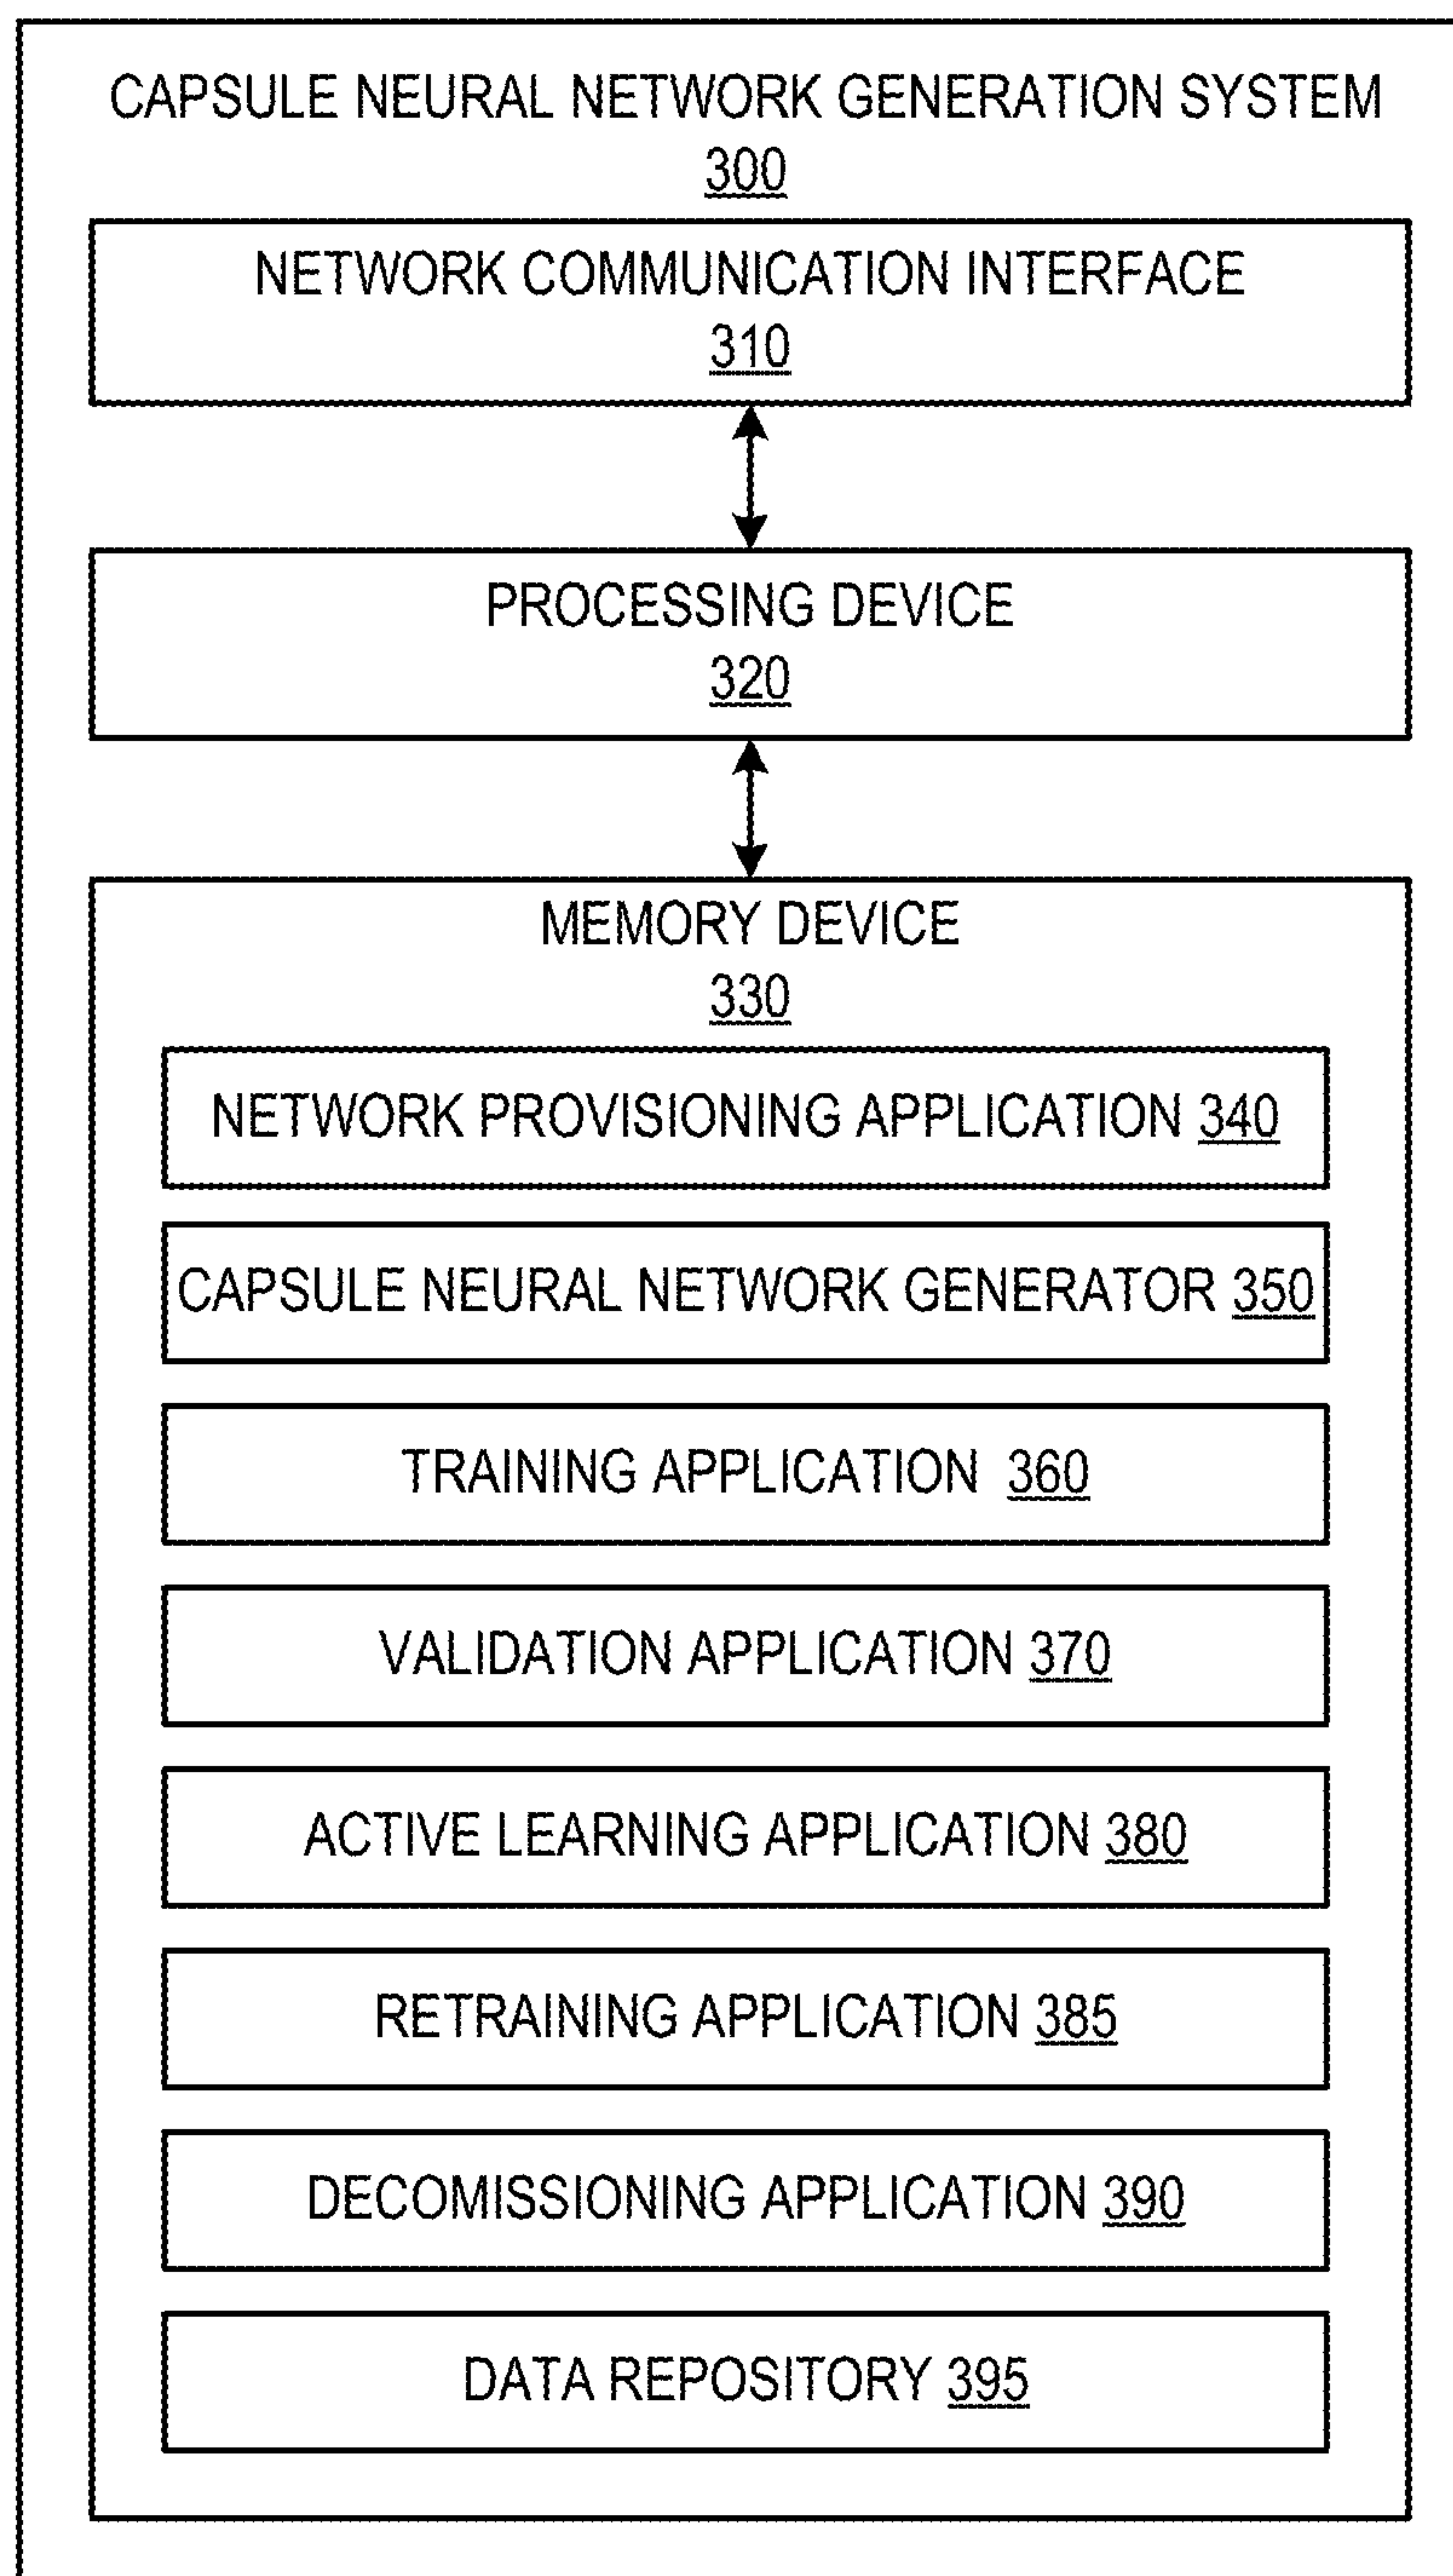 CAPSULE NEURAL NETWORK GENERATION SYSTEM
300
NETWORK COMMUNICATION INTERFACE
310
PROCESSING DEVICE
320
MEMORY DEVICE
330
NETWORK PROVISIONING APPLICATION 340
CAPSULE NEURAL NETWORK GENERATOR 350
TRAINING APPLICATION 360
VALIDATION APPLICATION 370
ACTIVE LEARNING APPLICATION 380
RETRAINING APPLICATION 385
DECOMISSIONING APPLICATION 390
DATA REPOSITORY 395